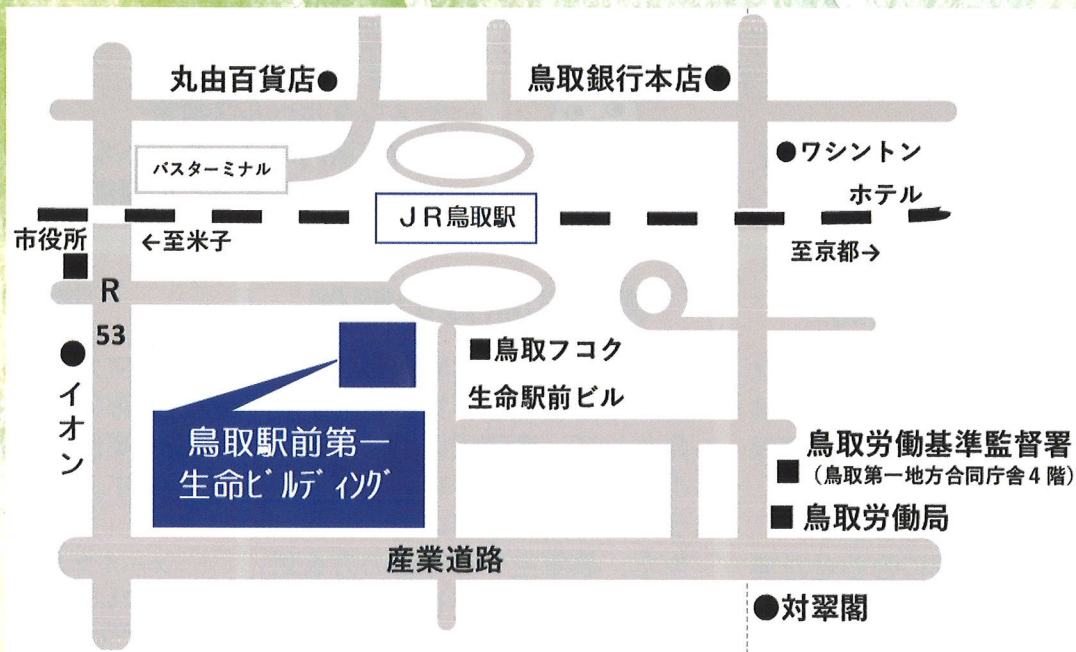 丸由百貨店●
鳥取銀行本店●
バスターミナル
●ワシントン
ホテル
JR鳥取駅
市役所
←至米子
至京都→
R
53
■鳥取フコク
生命駅前ビル
イオン
鳥取駅前第一
生命ビルディング
鳥取労働基準監督署
（鳥取第一地方合同庁舎4階）
■鳥取労働局
産業道路
●対翠閣